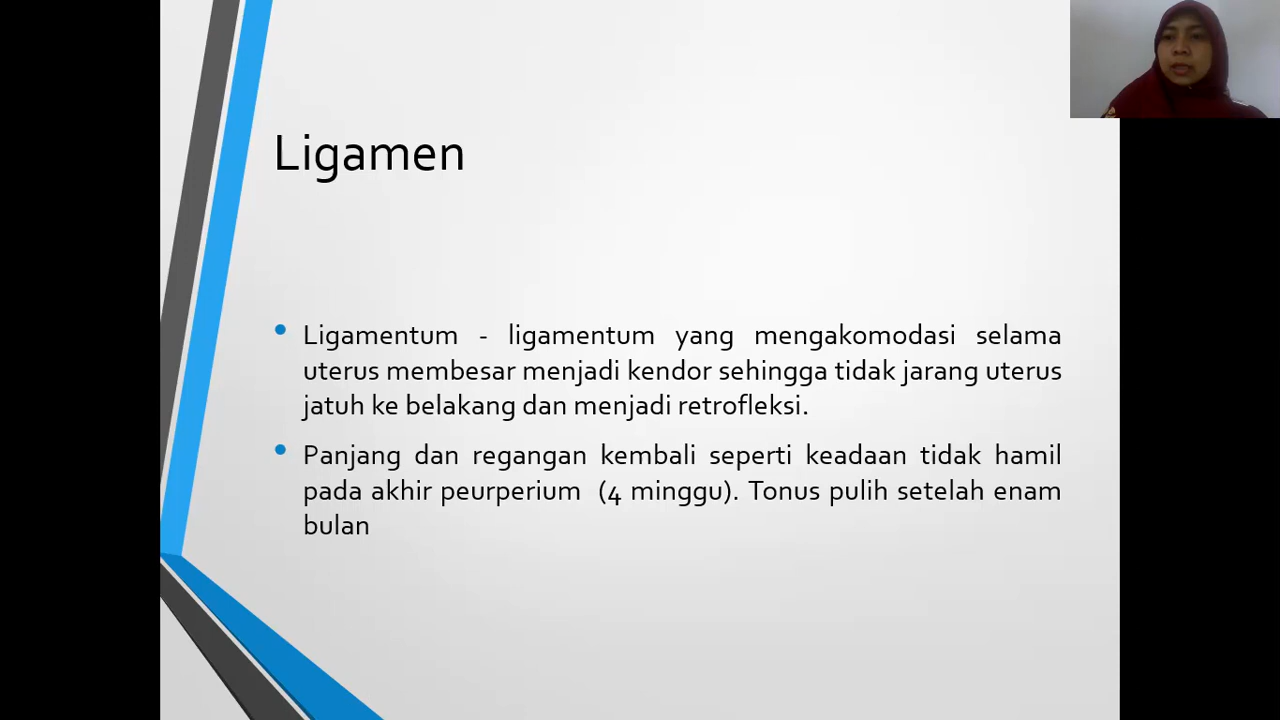 Ligamen
• Ligamentum - ligamentum yang mengakomodasi selama
uterus membesar menjadi kendor sehingga tidak jarang uterus
jatuh ke belakang dan menjadi retrofleksi.
• Panjang dan regangan kembali seperti keadaan tidak hamil
pada akhir peurperium (4 minggu). Tonus pulih setelah enam
bulan